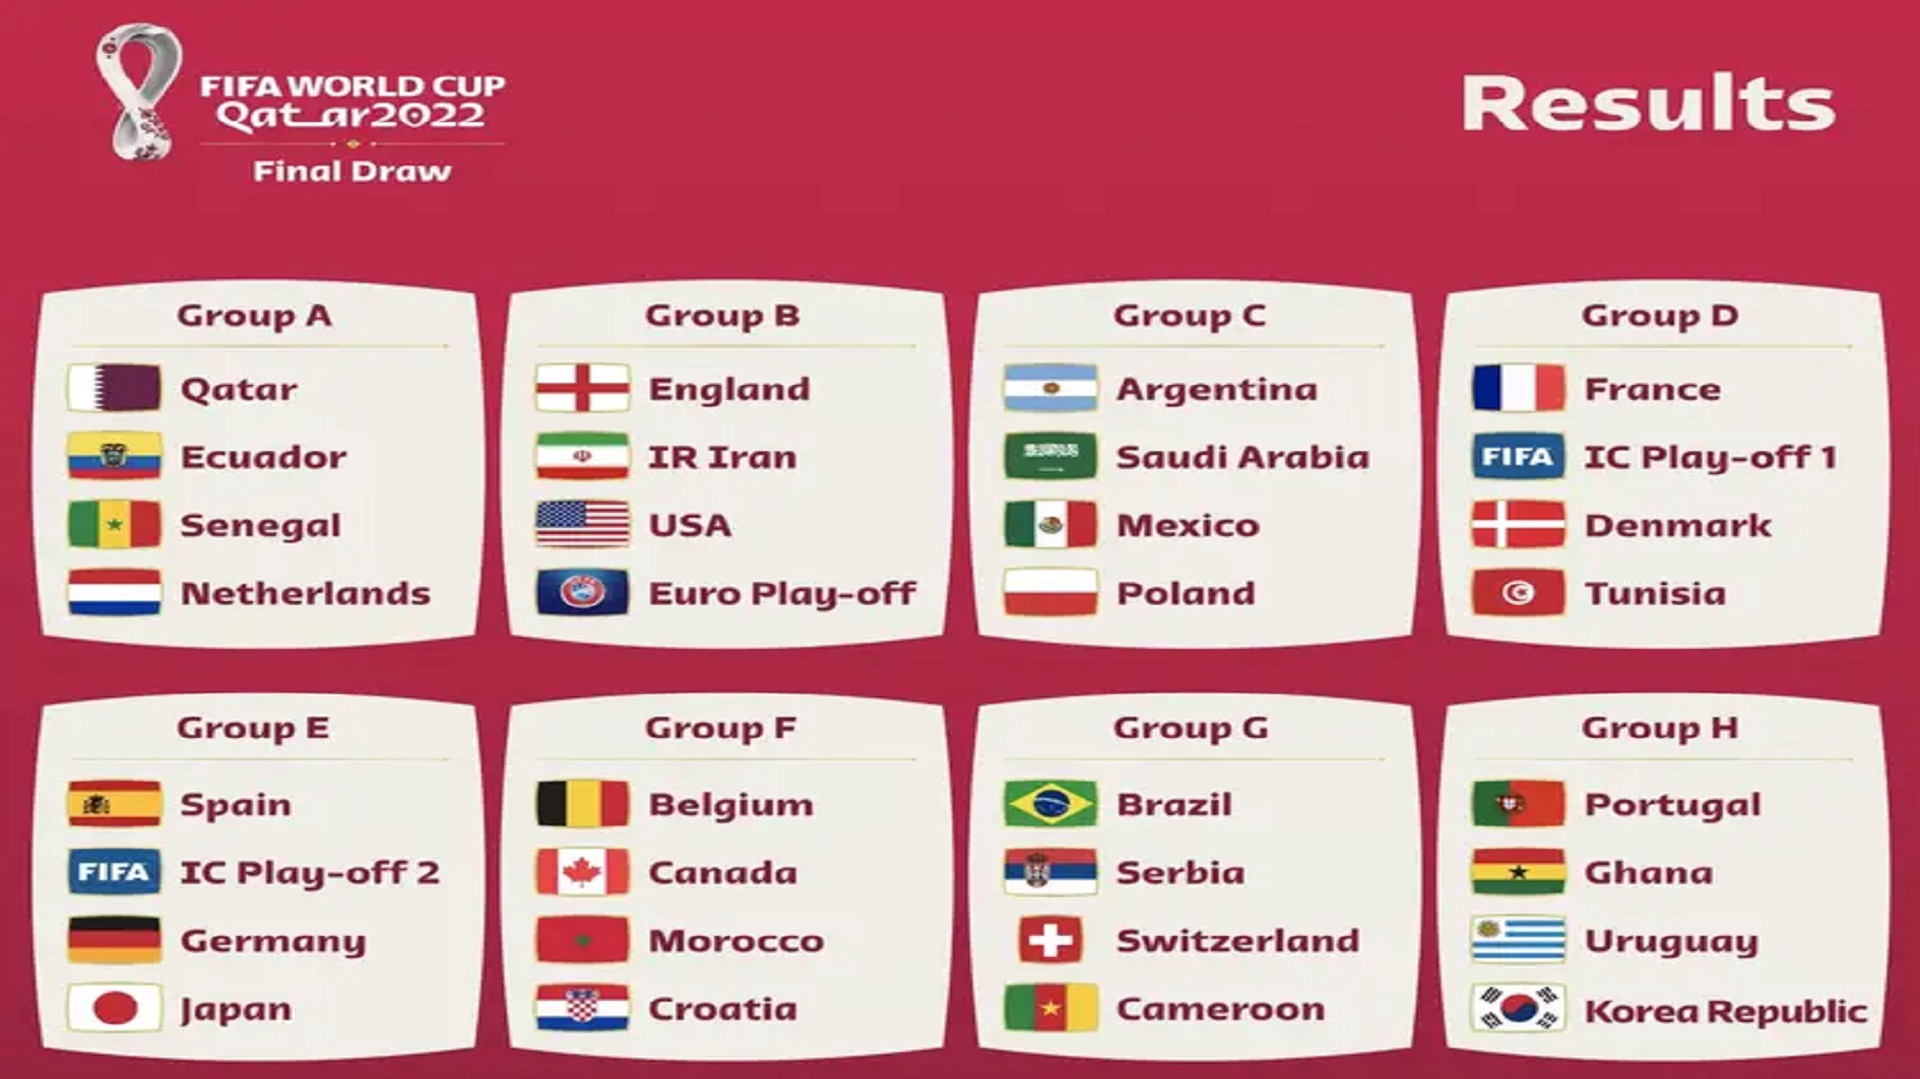 FIFA WORLD CUP
Qatar2022
Final Draw
Results
Group A
Qatar
Ecuador
Senegal
Netherlands
Group B
England
IR Iran
USA
Euro Play-off
Group C
Argentina
Saudi Arabia
Mexico
Poland
Group D
France
FIFA IC Play-off 1
Denmark
Tunisia
Group E
Spain
FIFA IC Play-off 2
Germany
Japan
Group F
Belgium
Canada
Morocco
Croatia
Group G
Brazil
Serbia
Switzerland
Cameroon
Group H
Portugal
Ghana
Uruguay
Korea Republic